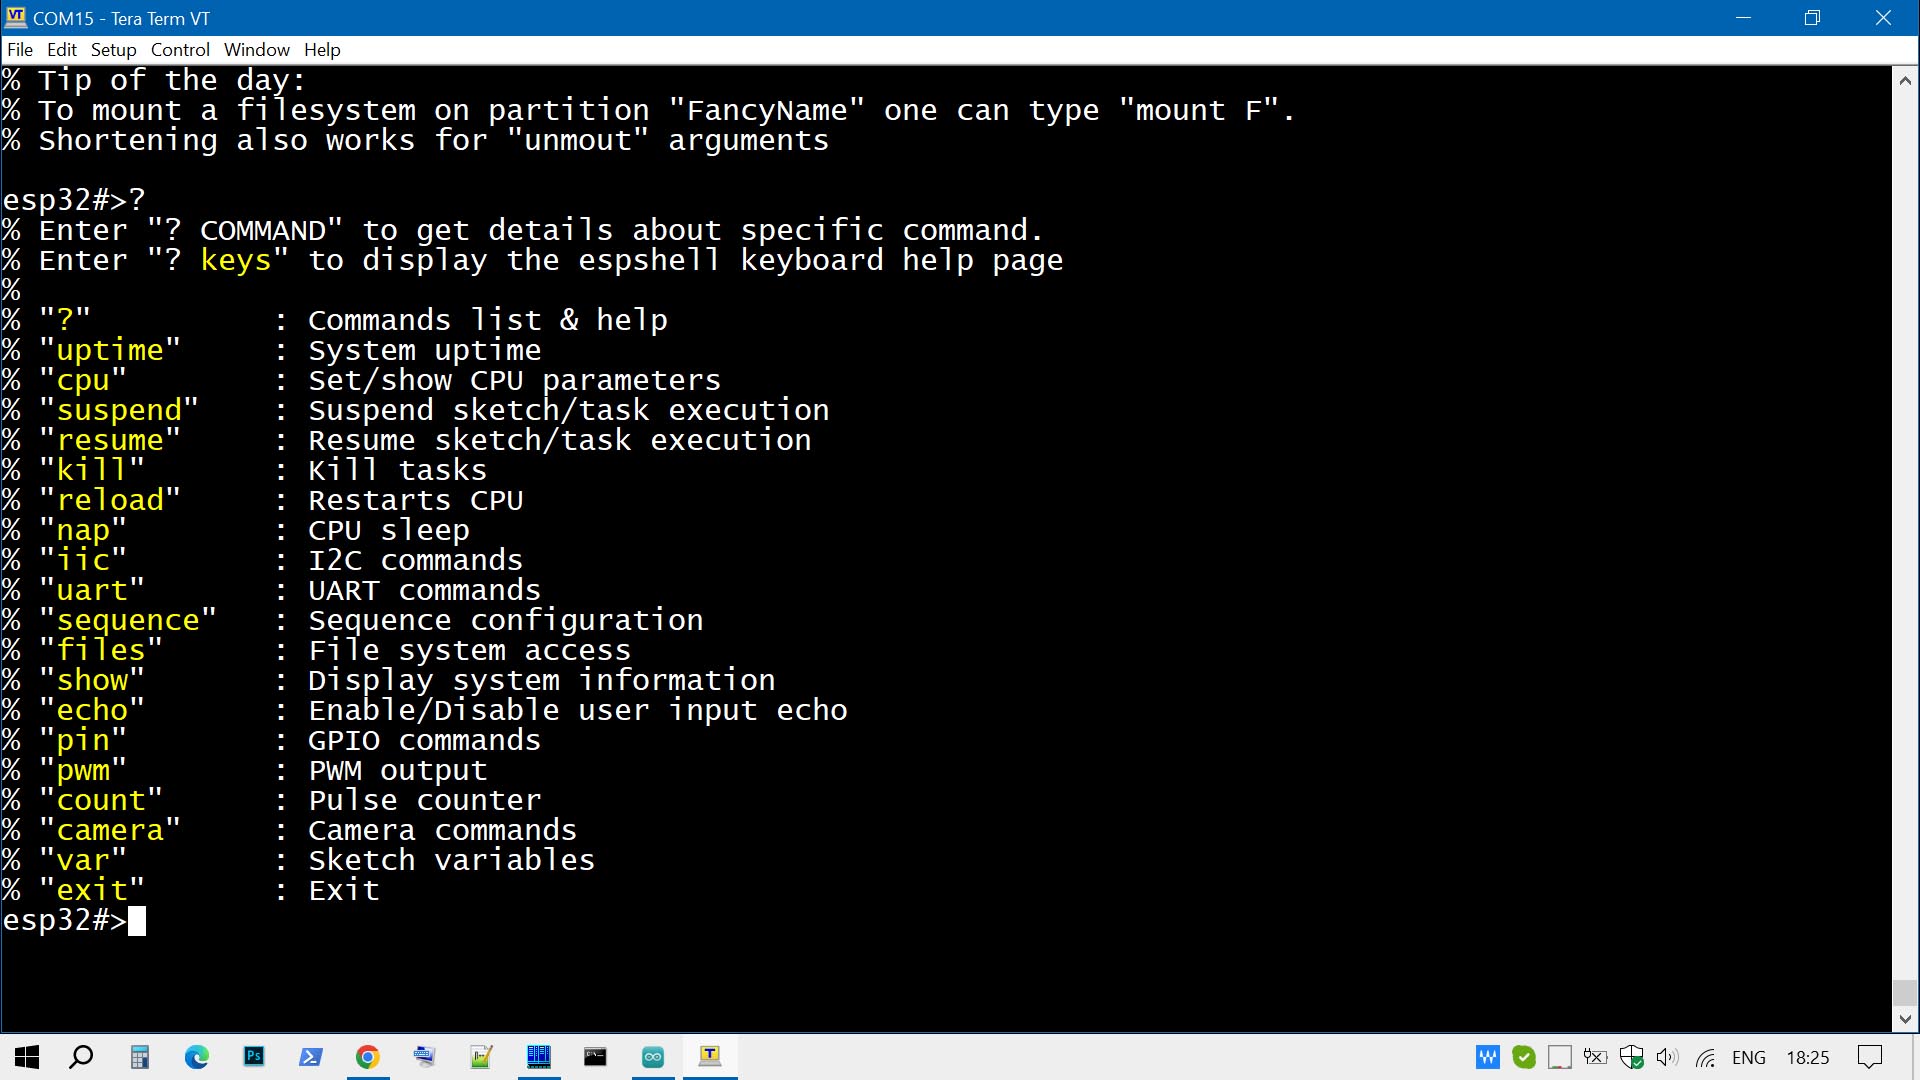 COM15 - Tera Term VT
File Edit Setup Control Window Help
% Tip of the day:
% To mount a filesystem on partition "FancyName" one can type "mount F".
% Shortening also works for "unmout" arguments
esp32#>?
% Enter "? COMMAND" to get details about specific command.
% Enter "? keys" to display the espshell keyboard help page
%
% "?" : Commands list & help
% "uptime" : System uptime
% "cpu" : Set/show CPU parameters
% "suspend" : Suspend sketch/task execution
% "resume" : Resume sketch/task execution
% "kill" : Kill tasks
% "reload" : Restarts CPU
% "nap" : CPU sleep
% "iic" : I2C commands
% "uart" : UART commands
% "sequence" : Sequence configuration
% "files" : File system access
% "show" : Display system information
% "echo" : Enable/Disable user input echo
% "pin" : GPIO commands
% "pwm" : PWM output
% "count" : Pulse counter
% "camera" : Camera commands
% "var" : Sketch variables
% "exit" : Exit
esp32#>
Ps ENG 18:25